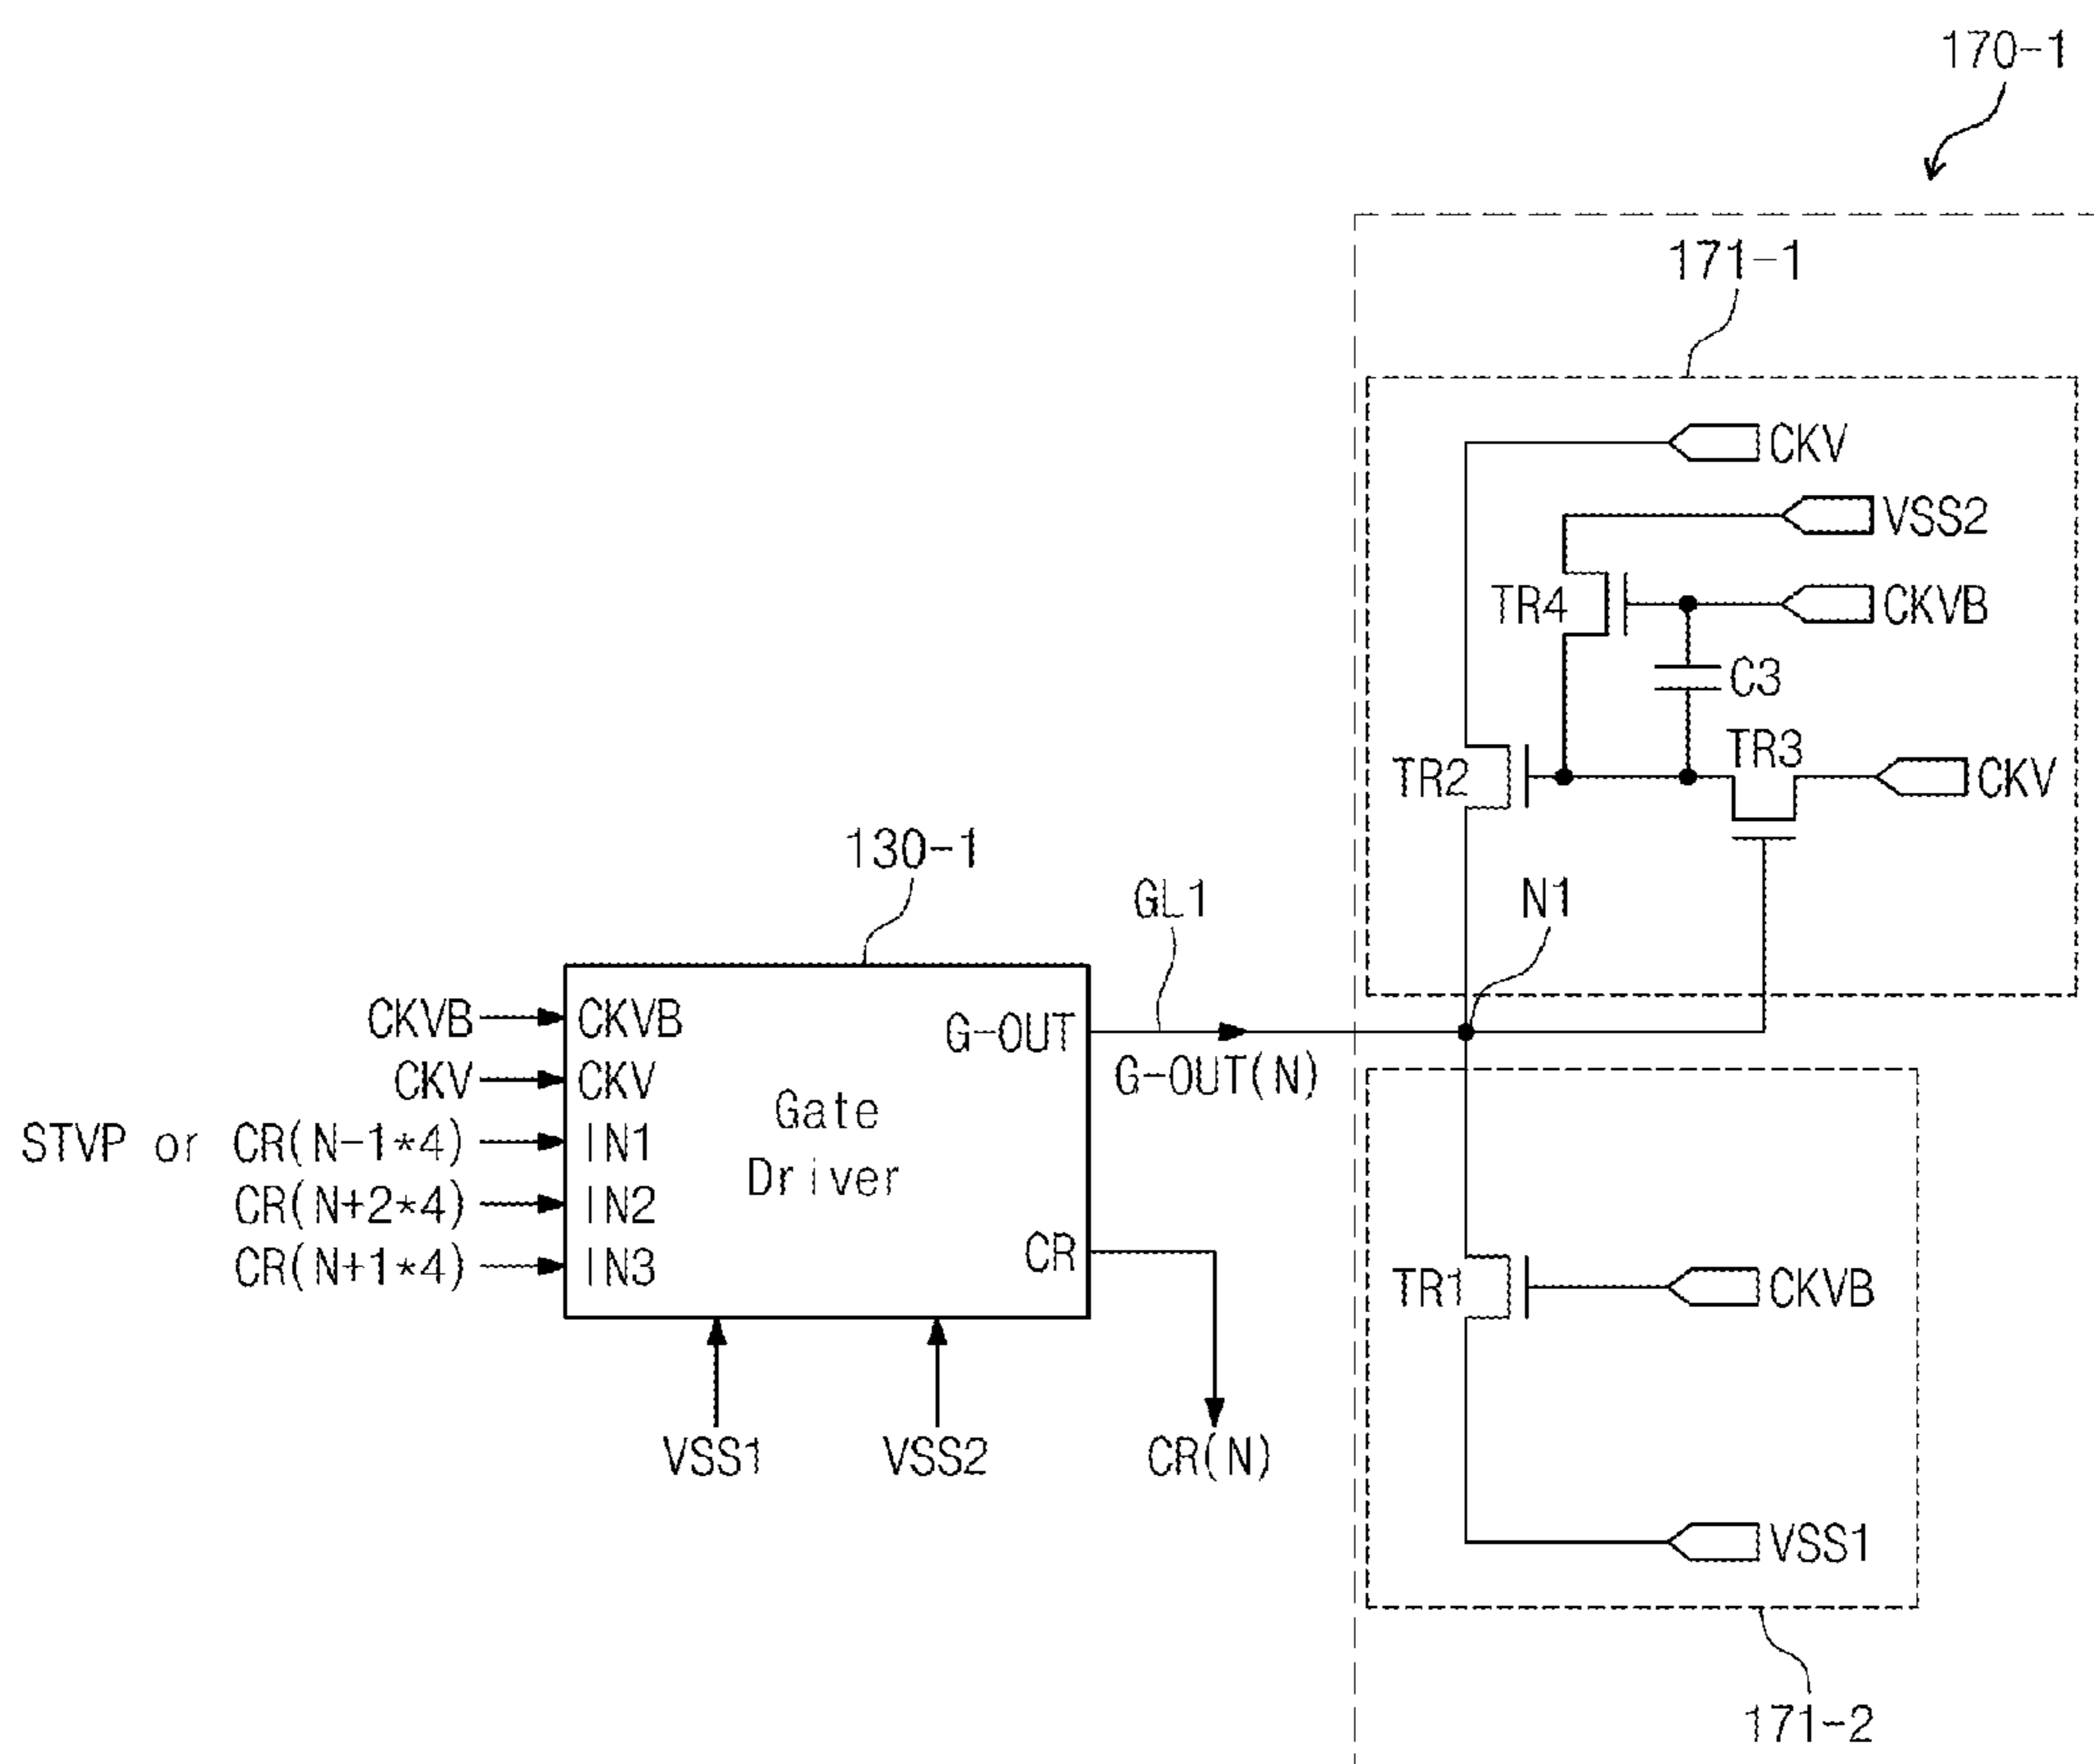 170-1
171-1
CKV
VSS2
TR4
CKVB
C3
TR3
TR2
CKV
130-1
GL1
N1
CKVB
CKVB
G-OUT
CKV
CKV
G-OUT(N)
Gate
Driver
STVP or CR(N-1*4)
IN1
CR(N+2*4)
IN2
CR(N+1*4)
IN3
CR
TR1
CKVB
VSS1
VSS2
CR(N)
VSS1
171-2